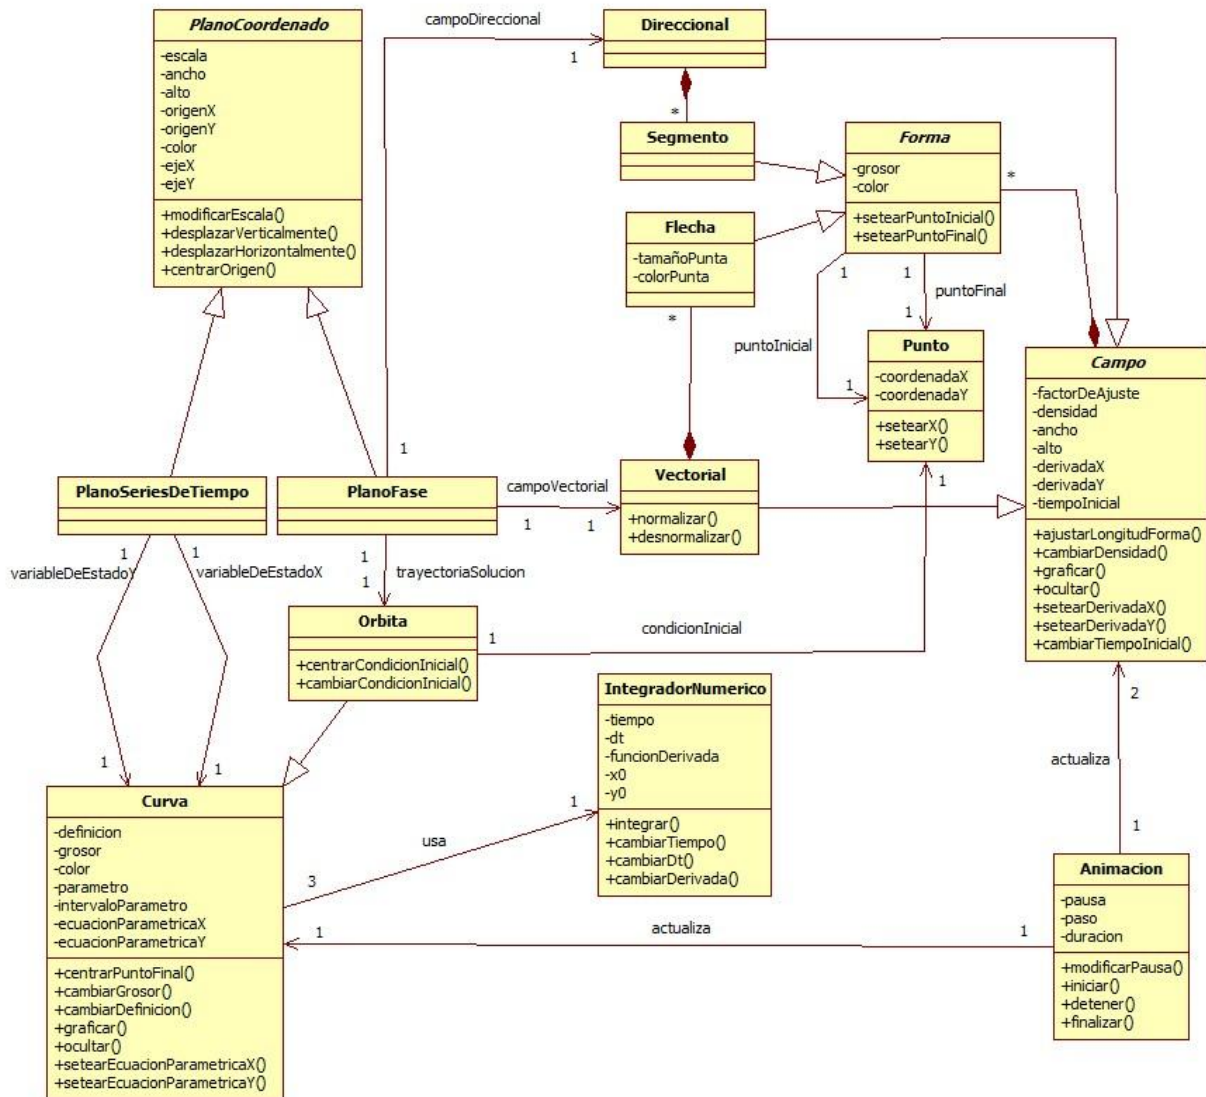 PlanoCoordenado
-escala
-ancho
-alto
-origenX
-origenY
-color
-ejeX
-ejeY
+modificarEscala()
+desplazarVerticalmente()
+desplazarHorizontalmente()
+centrarOrigen()
campoDireccional
1
Direccional
*
Segmento
Forma
-grosor
-color
+setearPuntoInicial()
+setearPuntoFinal()
*
Flecha
-tamañoPunta
-colorPunta
*
1
1
puntoFinal
puntoInicial
1
1
Punto
-coordenadaX
-coordenadaY
+setearX()
+setearY()
1
Campo
-factorDeAjuste
-densidad
-ancho
-alto
-derivadaX
-derivadaY
-tiempoInicial
+ajustarLongitudForma()
+cambiarDensidad()
+graficar()
+ocultar()
+setearDerivadaX()
+setearDerivadaY()
+cambiarTiempoInicial()
1
PlanoSeriesDeTiempo
PlanoFase
campoVectorial
1
1
Vectorial
+normalizar()
+desnormalizar()
1
1
variableDeEstadoY
variableDeEstadoX
1
1
trayectoriaSolucion
Orbita
+centrarCondicionInicial()
+cambiarCondicionInicial()
1
condicionInicial
IntegradorNumerico
-tiempo
-dt
-funcionDerivada
-x0
-y0
+integrar()
+cambiarTiempo()
+cambiarDt()
+cambiarDerivada()
2
actualiza
1
1
1
Curva
-definicion
-grosor
-color
-parametro
-intervaloParametro
-ecuacionParametricaX
-ecuacionParametricaY
+centrarPuntoFinal()
+cambiarGrosor()
+cambiarDefinicion()
+graficar()
+ocultar()
+setearEcuacionParametricaX()
+setearEcuacionParametricaY()
3
usa
1
1
actualiza
1
Animacion
-pausa
-paso
-duracion
+modificarPausa()
+iniciar()
+detener()
+finalizar()